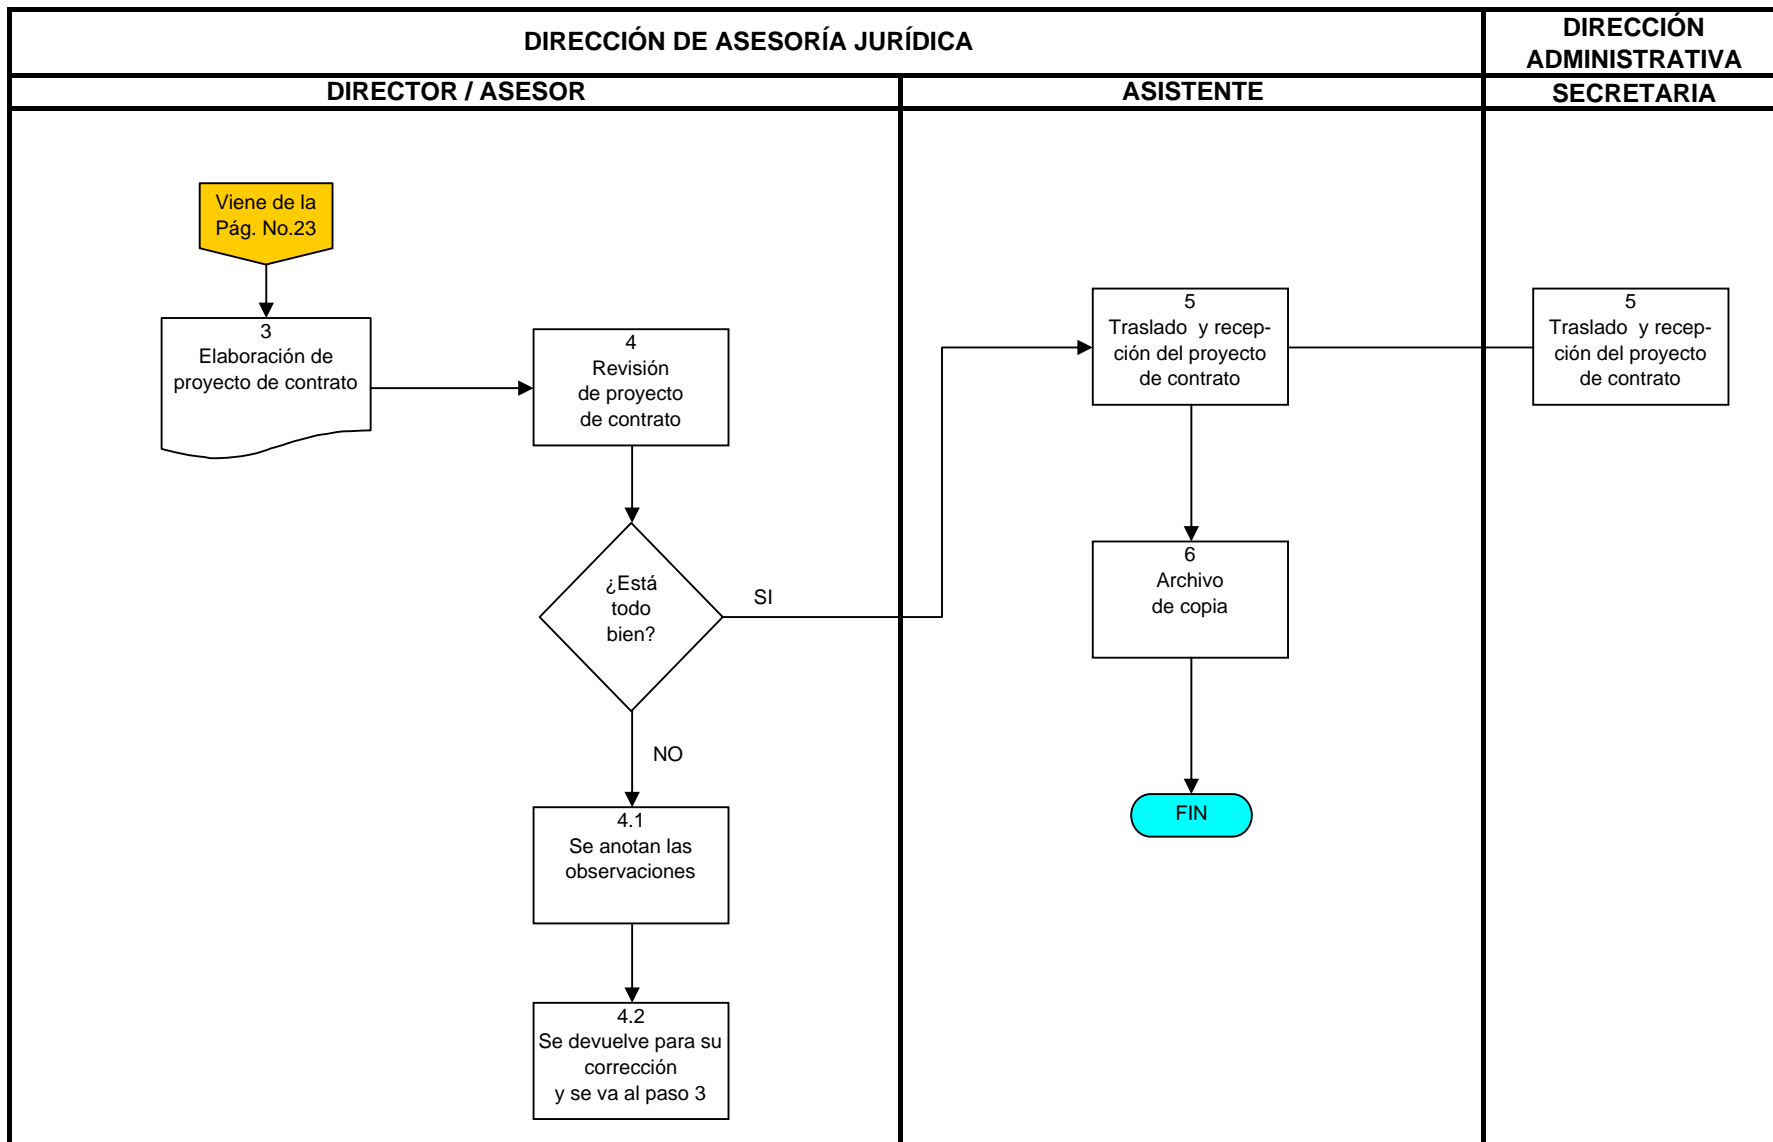 DIRECCIÓN DE ASESORÍA JURÍDICA
DIRECCIÓN
ADMINISTRATIVA
DIRECTOR / ASESOR
ASISTENTE
SECRETARIA
Viene de la
Pág. No.23
3
Elaboración de
proyecto de contrato
4
Revisión
de proyecto
de contrato
¿Está
todo
bien?
SI
NO
4.1
Se anotan las
observaciones
4.2
Se devuelve para su
corrección
y se va al paso 3
5
Traslado y recep-
ción del proyecto
de contrato
6
Archivo
de copia
FIN
5
Traslado y recep-
ción del proyecto
de contrato